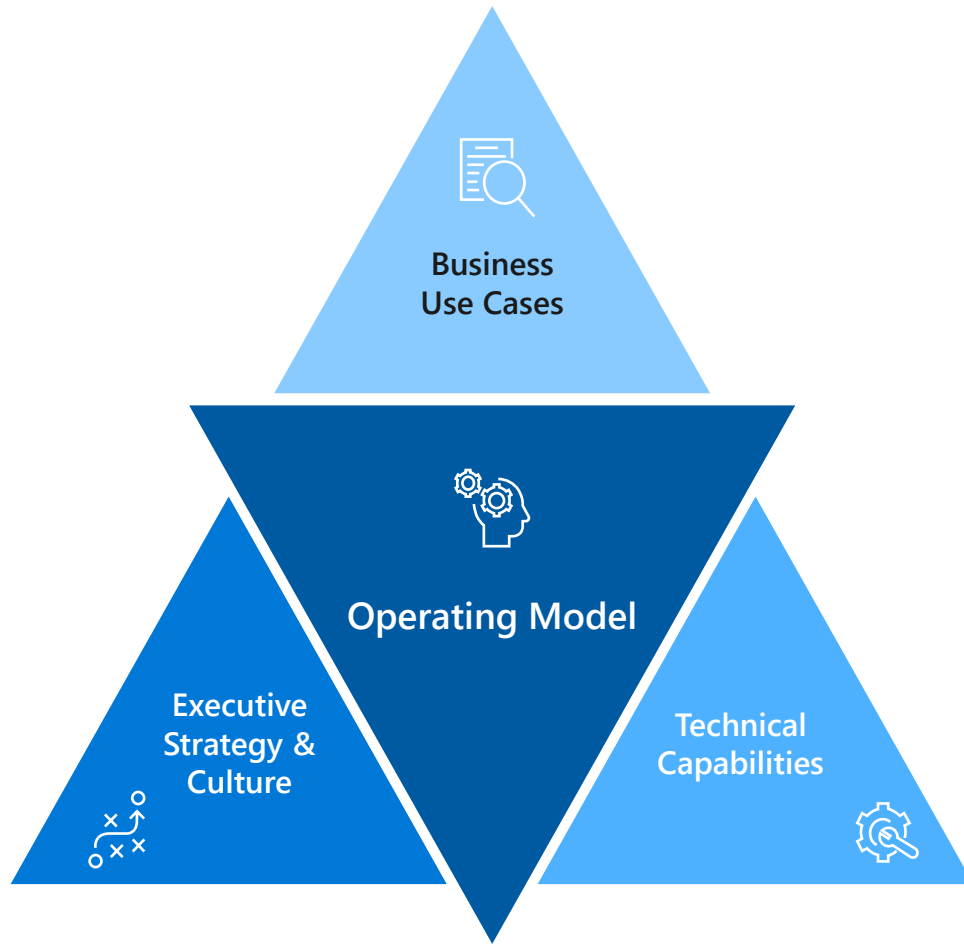 Business
Use Cases
Operating Model
Executive
Strategy &
Culture
Technical
Capabilities